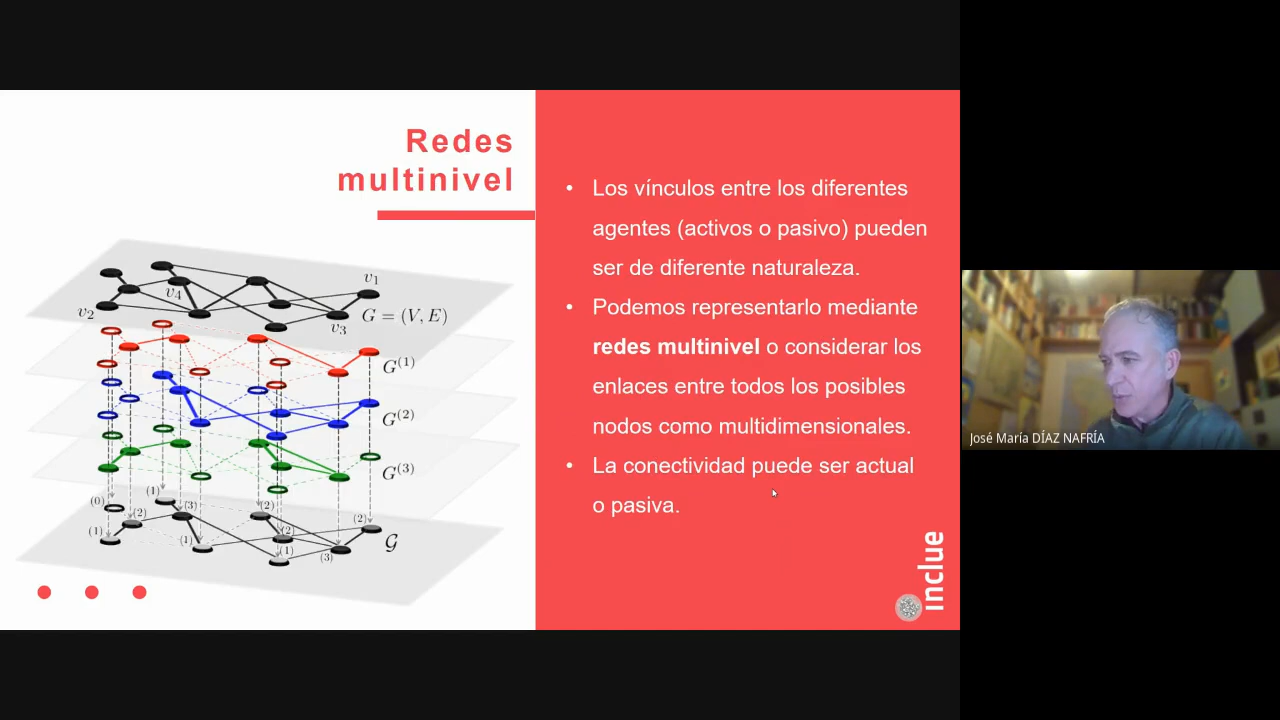 Redes
multinivel
v1
v4
v2
v3
G = (V, E)
G(1)
G(2)
G(3)
(0)
(1)
(3)
(2)
(2)
(2)
(1)
(1)
(2)
(1)
(3)
G
• Los vínculos entre los diferentes
agentes (activos o pasivo) pueden
ser de diferente naturaleza.
• Podemos representarlo mediante
redes multinivel o considerar los
enlaces entre todos los posibles
nodos como multidimensionales.
• La conectividad puede ser actual
o pasiva.
inclue
José María DÍAZ NAFRÍA